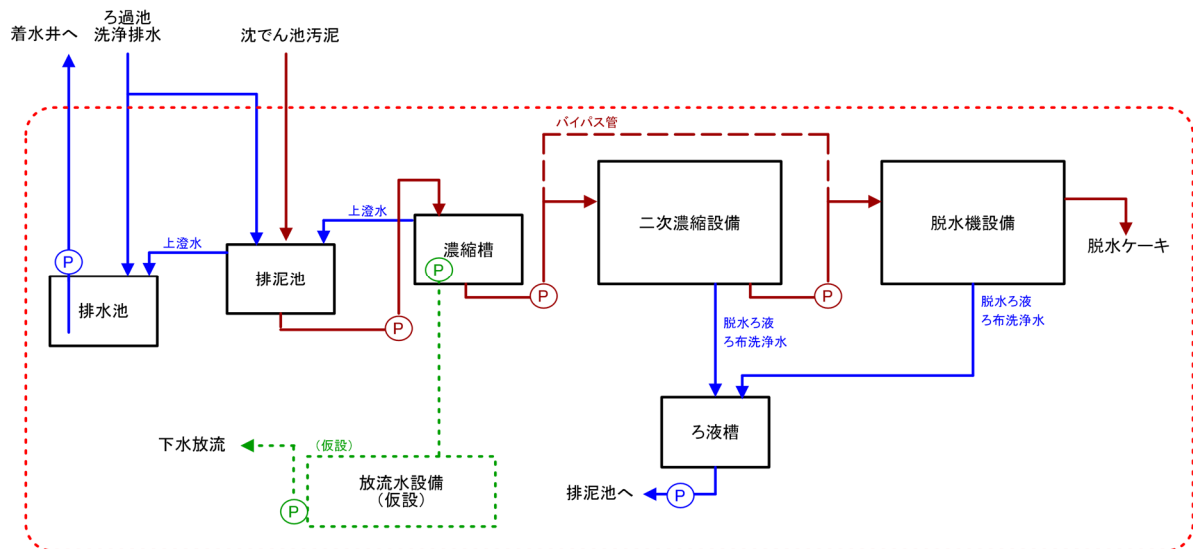 着水井へ
ろ過池
洗浄排水
沈でん池汚泥
バイパス管
上澄水
上澄水
濃縮槽
P
二次濃縮設備
脱水機設備
脱水ケーキ
P
排水池
排泥池
P
P
P
脱水ろ液
ろ布洗浄水
脱水ろ液
ろ布洗浄水
ろ液槽
下水放流
(仮設)
放流水設備
(仮設)
P
排泥池へ
P